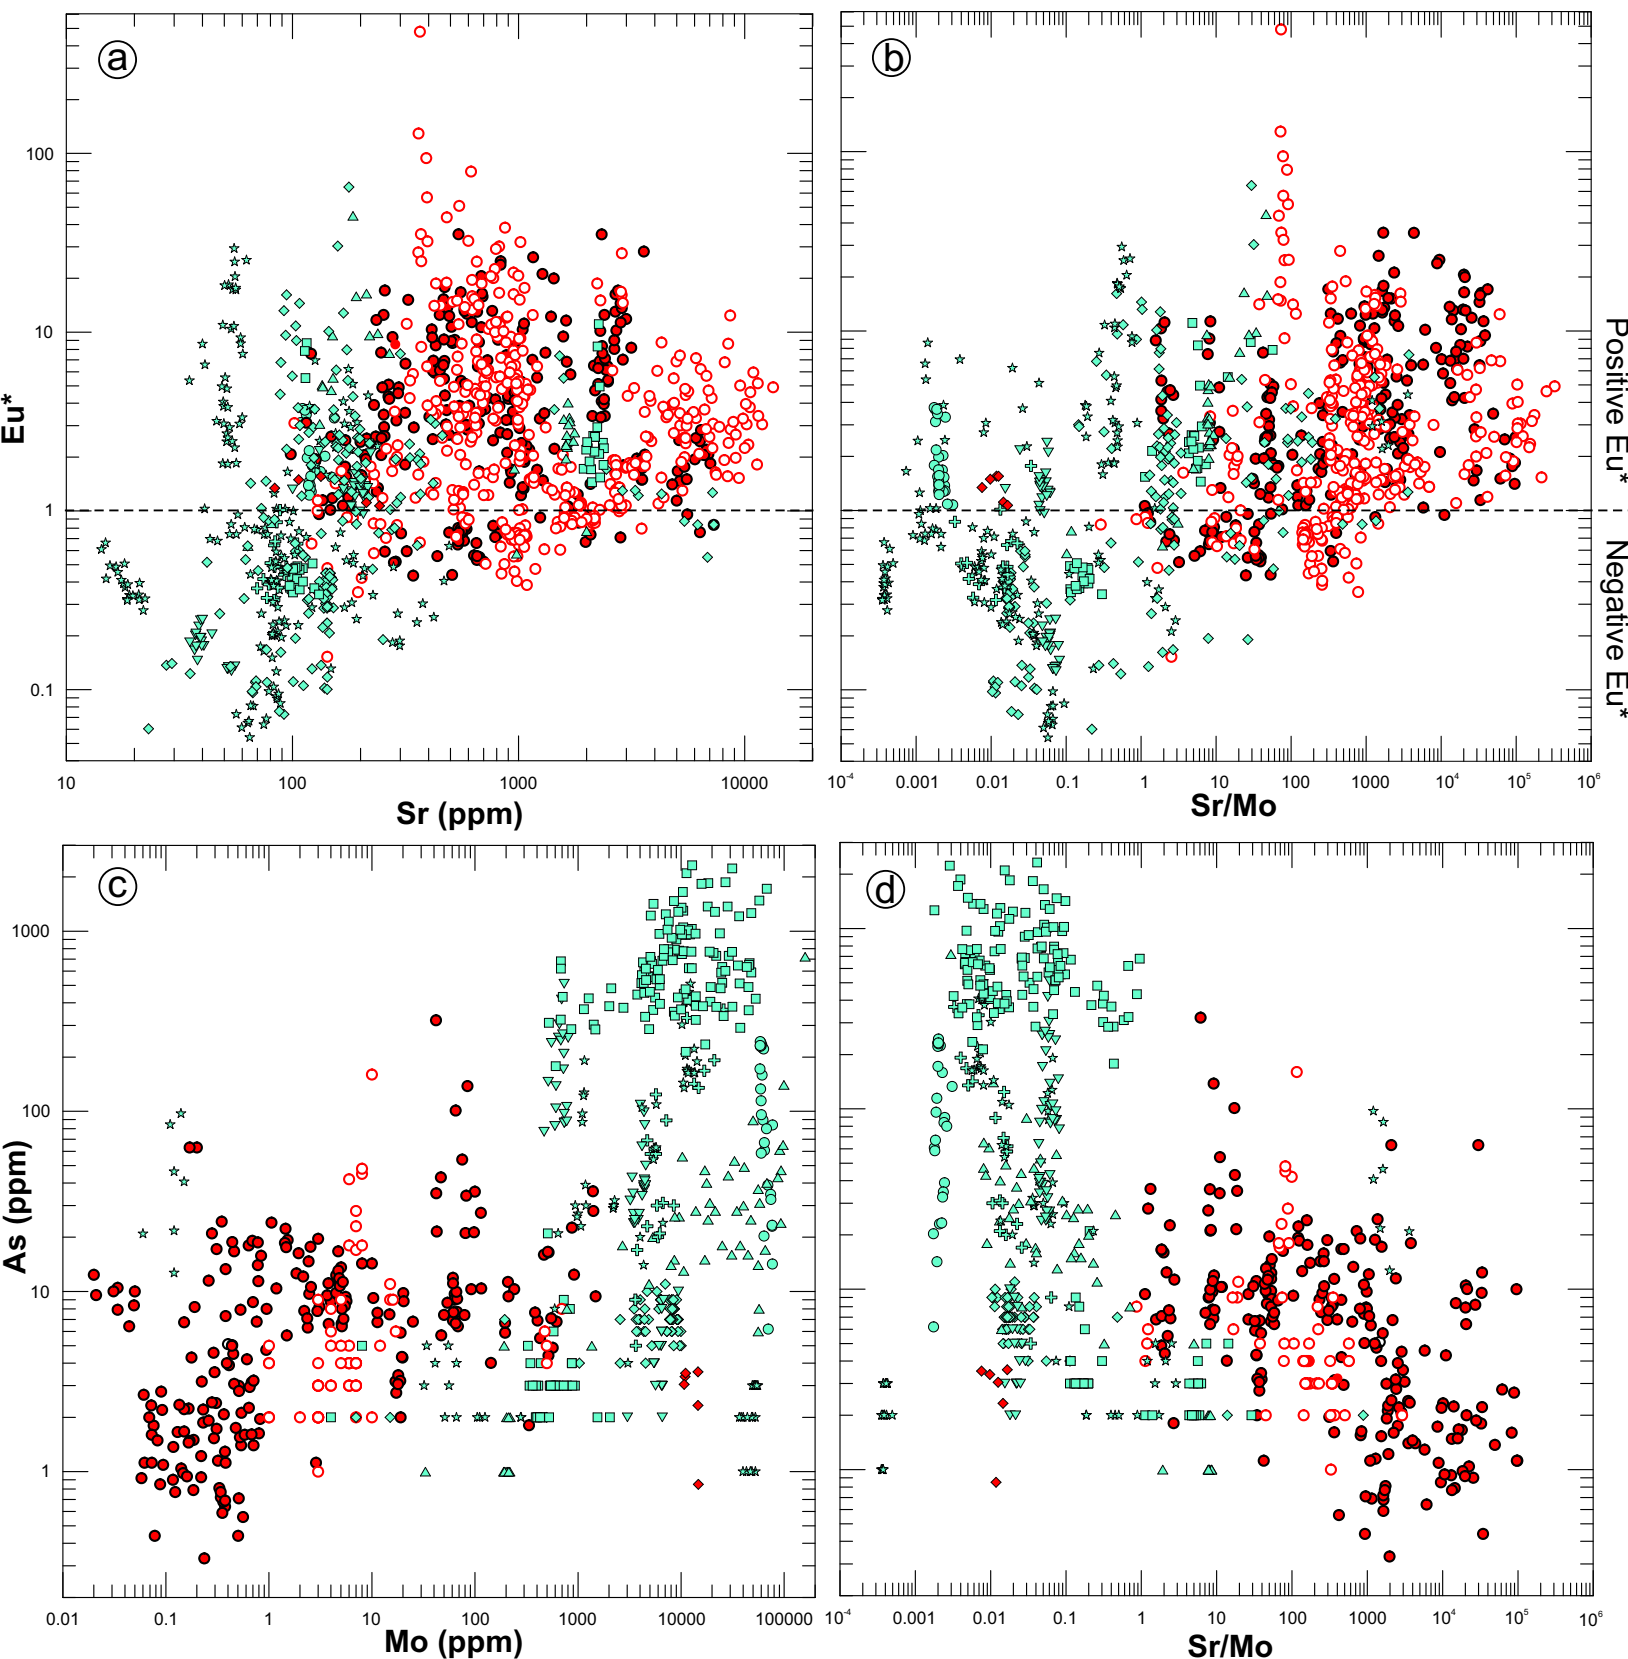 a
b
100
10
1
0.1
Eu*
10 100 1000 10000
Sr (ppm)
10⁻⁴ 0.001 0.01 0.1 1 10 100 1000 10⁴ 10⁵ 10⁶
Sr/Mo
Positive Eu*
Negative Eu*
c
d
1000
100
10
1
As (ppm)
0.01 0.1 1 10 100 1000 10000 100000
Mo (ppm)
10⁻⁴ 0.001 0.01 0.1 1 10 100 1000 10⁴ 10⁵ 10⁶
Sr/Mo